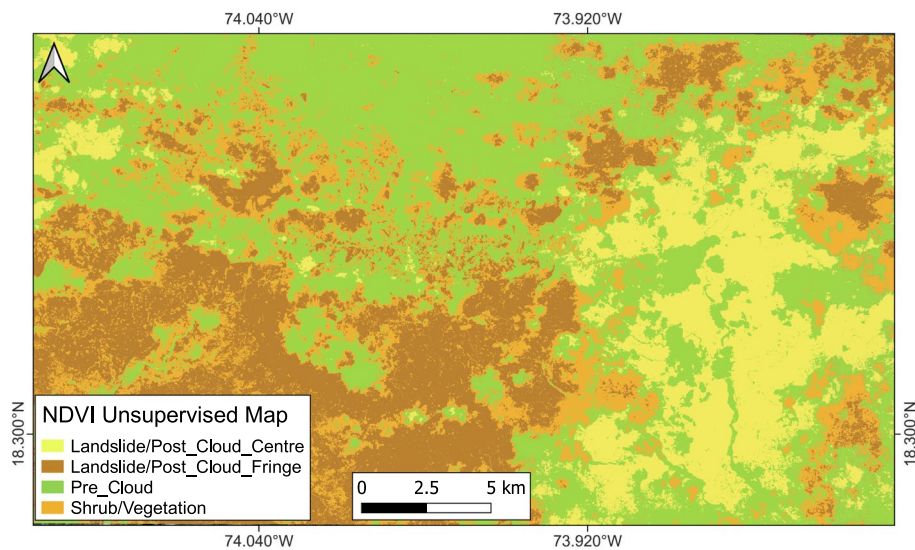 74.040°W 73.920°W
NDVI Unsupervised Map
Landslide/Post_Cloud_Centre
Landslide/Post_Cloud_Fringe
Pre_Cloud
Shrub/Vegetation
0 2.5 5 km
18.300°N
18.300°N
74.040°W 73.920°W